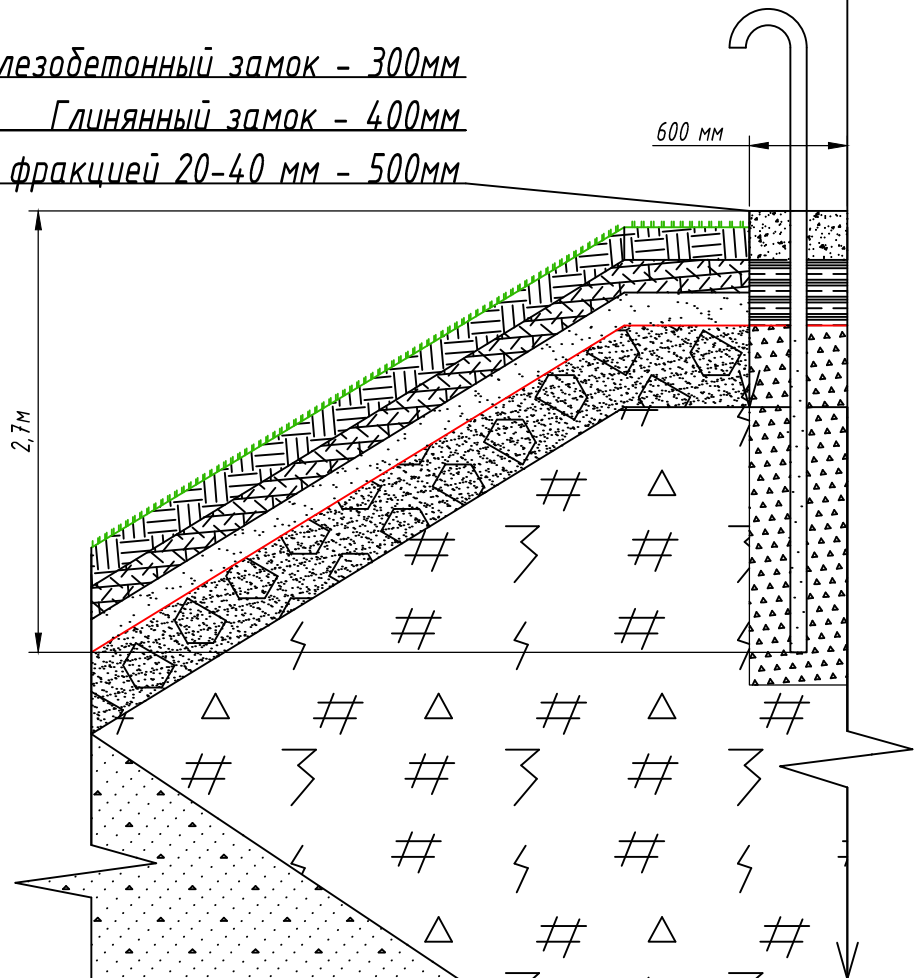 лезобетонный замок - 300мм
Глинянный замок - 400мм
фракцией 20-40 мм - 500мм
600 мм
2,7м